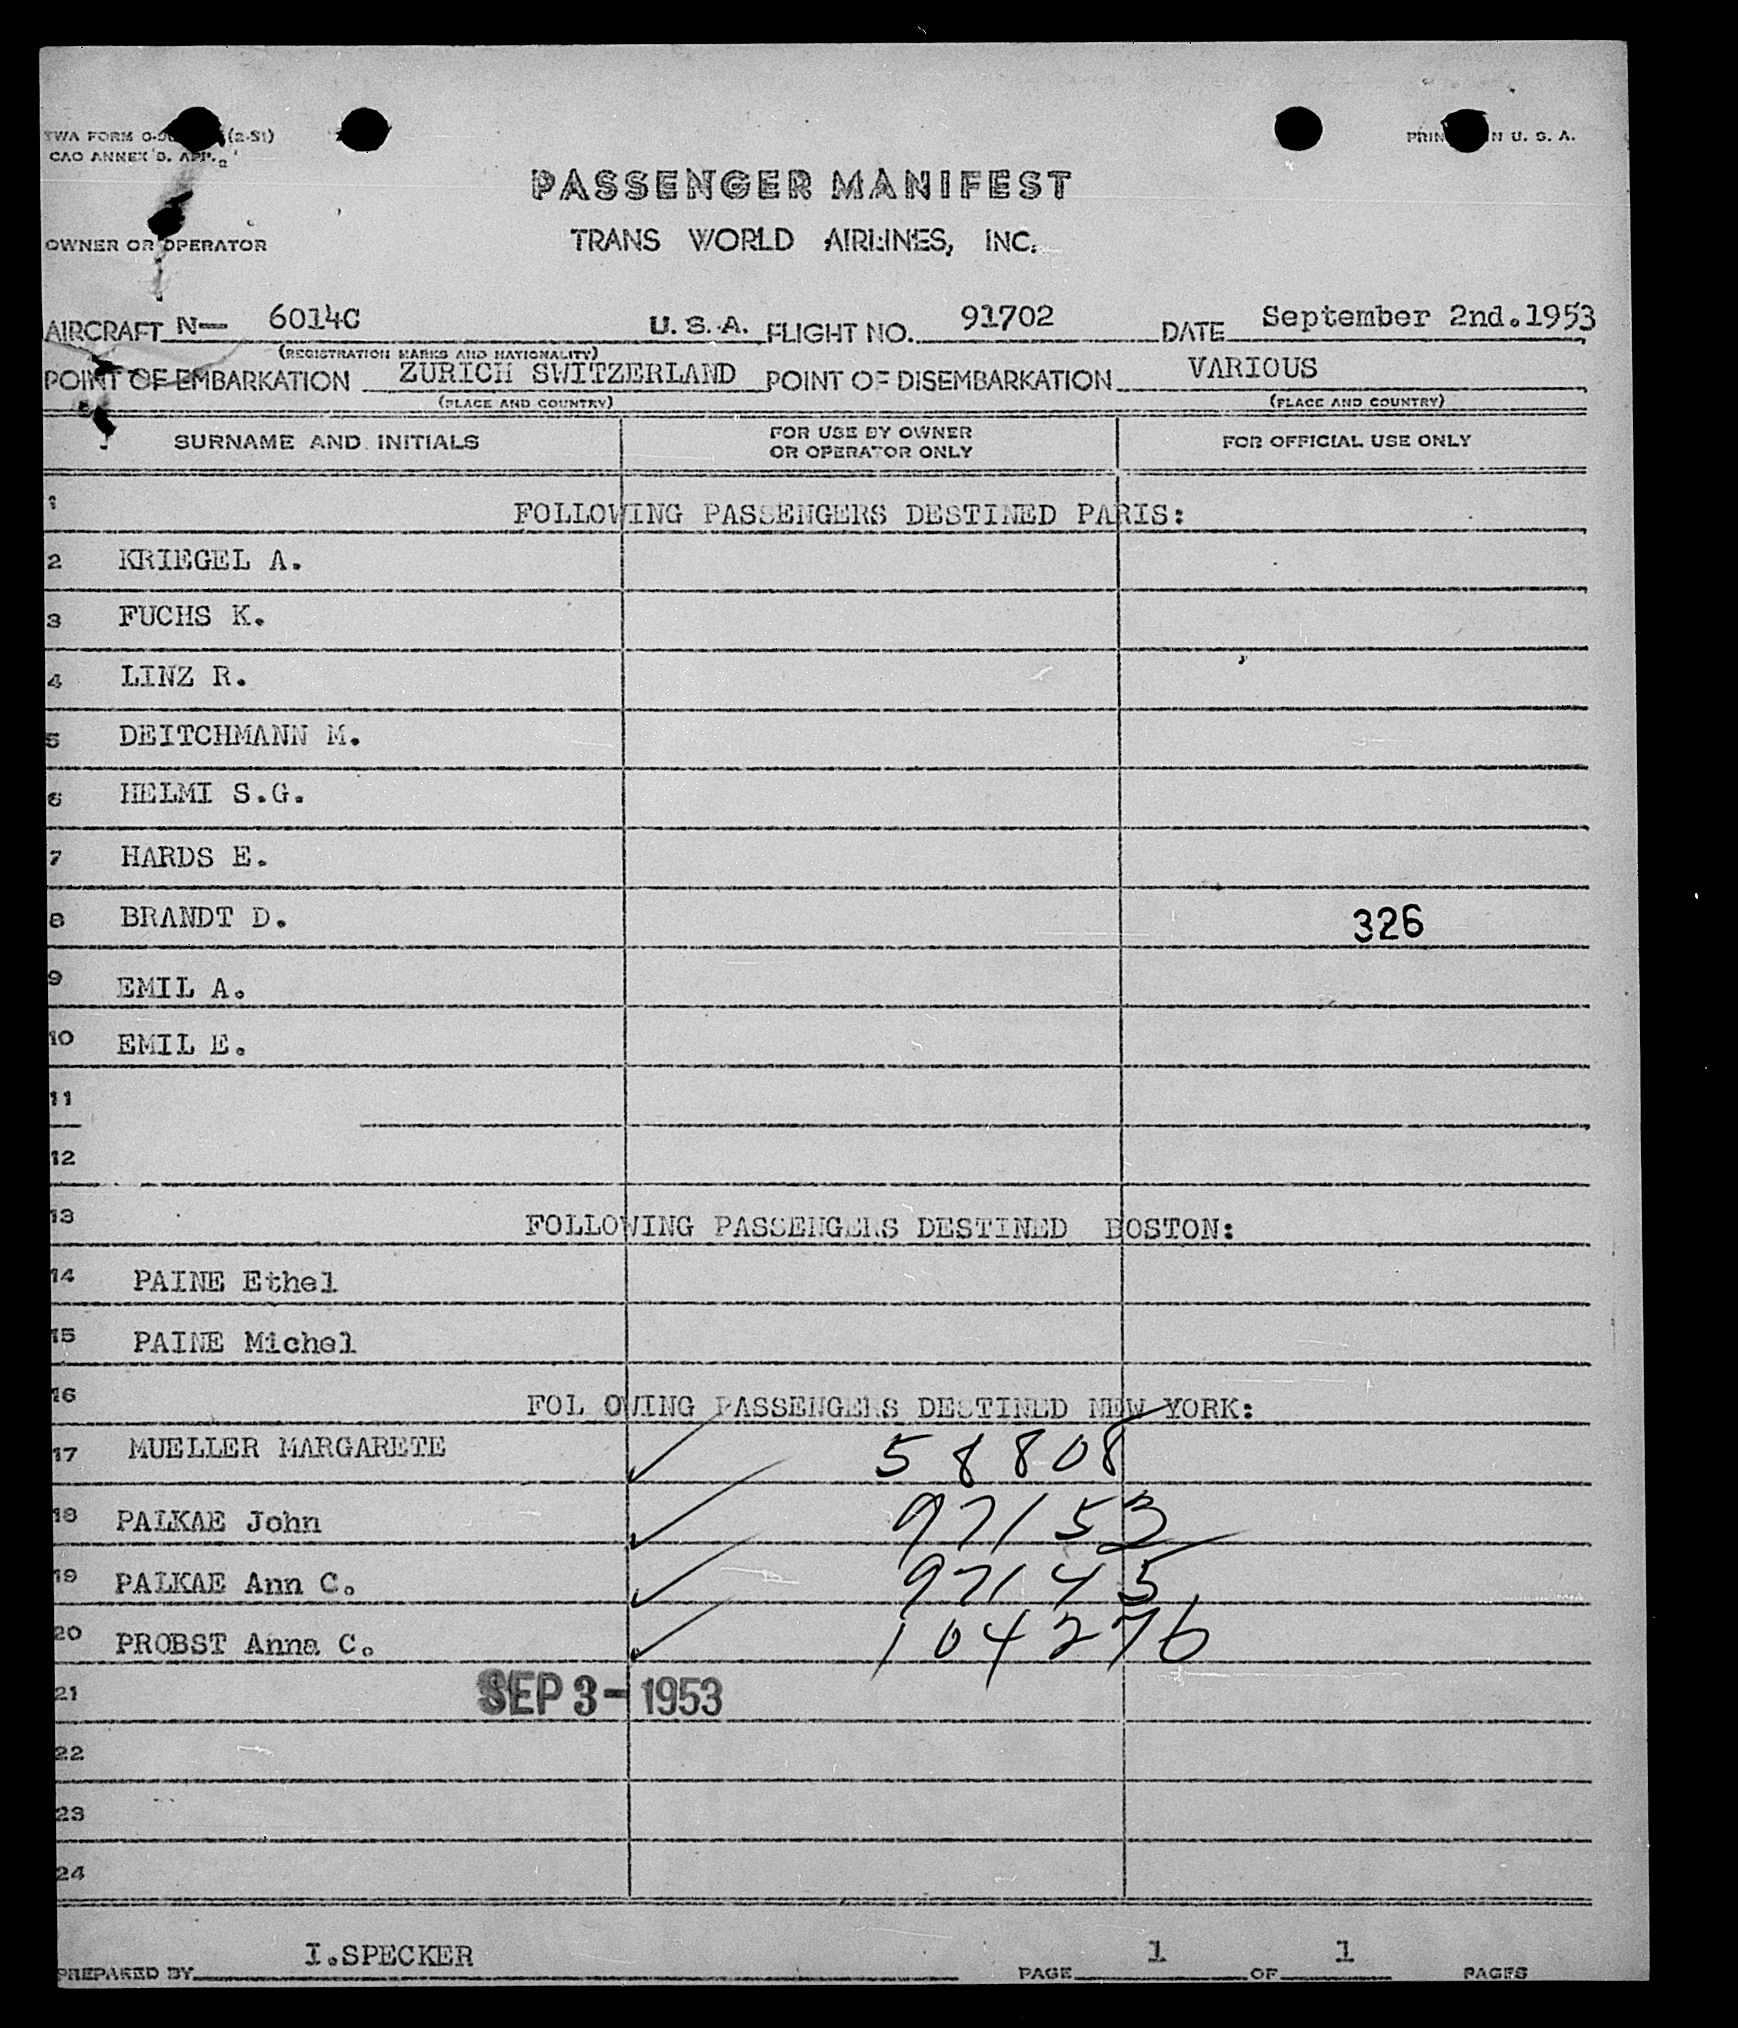 TWA FORM O- (2-51)
CAO ANNEX 9, APP.
PRIN N U. S. A.
PASSENGER MANIFEST
OWNER OR OPERATOR
TRANS WORLD AIRLINES, INC.
AIRCRAFT N— 6014C U. S. A. FLIGHT NO. 91702 DATE September 2nd.1953
(REGISTRATION MARKS AND NATIONALITY)
POINT OF EMBARKATION ZURICH SWITZERLAND POINT OF DISEMBARKATION VARIOUS
(PLACE AND COUNTRY) (PLACE AND COUNTRY)
SURNAME AND INITIALS FOR USE BY OWNER OR OPERATOR ONLY FOR OFFICIAL USE ONLY
1 FOLLOWING PASSENGERS DESTINED PARIS:
2 KRIEGEL A.
3 FUCHS K.
4 LINZ R.
5 DEITCHMANN M.
6 HELMI S.G.
7 HARDS E.
8 BRANDT D. 326
9 EMIL A.
10 EMIL E.
11
12
13 FOLLOWING PASSENGERS DESTINED BOSTON:
14 PAINE Ethel
15 PAINE Michel
16 FOL OWING PASSENGERS DESTINED NEW YORK:
17 MUELLER MARGARETE ✓ 58808
18 PALKAE John ✓ 97153
19 PALKAE Ann C. ✓ 97145
20 PROBST Anna C. ✓ 104276
21 SEP 3- 1953
22
23
24
PREPARED BY I.SPECKER PAGE 1 OF 1 PAGES